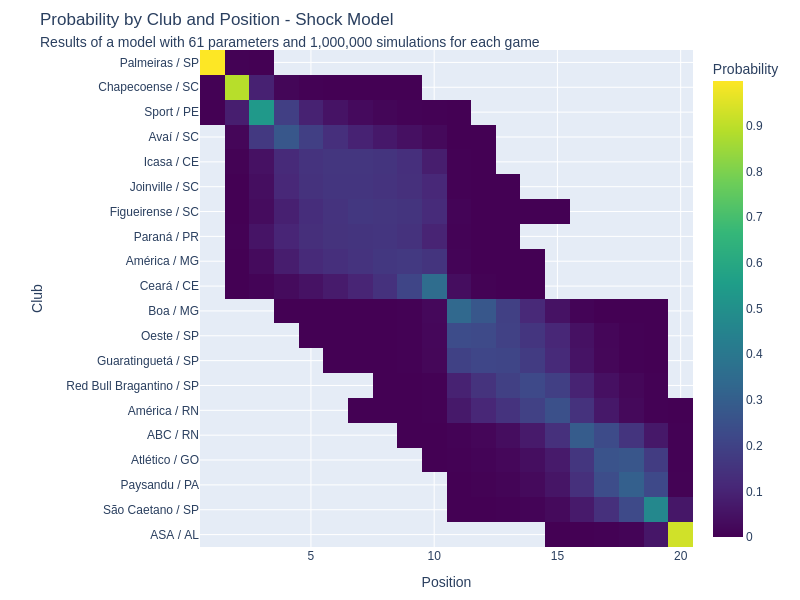 Probability by Club and Position - Shock Model
Results of a model with 61 parameters and 1,000,000 simulations for each game
Probability
Palmeiras / SP
Chapecoense / SC
Sport / PE
Avaí / SC
Icasa / CE
Joinville / SC
Figueirense / SC
Paraná / PR
América / MG
Ceará / CE
Boa / MG
Oeste / SP
Guaratinguetá / SP
Red Bull Bragantino / SP
América / RN
ABC / RN
Atlético / GO
Paysandu / PA
São Caetano / SP
ASA / AL
Club
5
10
15
20
Position
0.9
0.8
0.7
0.6
0.5
0.4
0.3
0.2
0.1
0